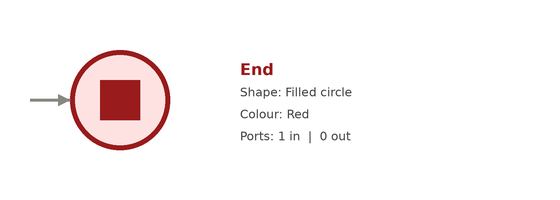 End
Shape: Filled circle
Colour: Red
Ports: 1 in | 0 out